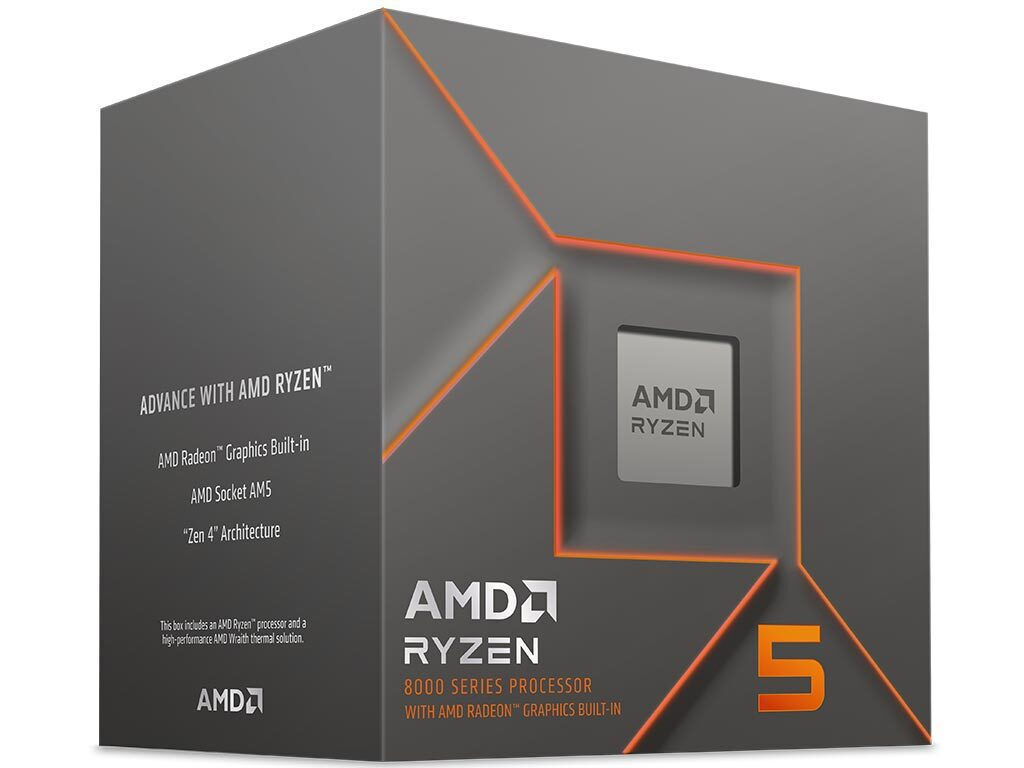 ADVANCE WITH AMD RYZEN™
AMD Radeon™ Graphics Built-in
AMD Socket AM5
“Zen 4” Architecture
This box includes an AMD Ryzen™ processor and a
high-performance AMD Wraith thermal solution.
AMD
AMD
RYZEN
AMD
RYZEN
8000 SERIES PROCESSOR
WITH AMD RADEON™ GRAPHICS BUILT-IN
5